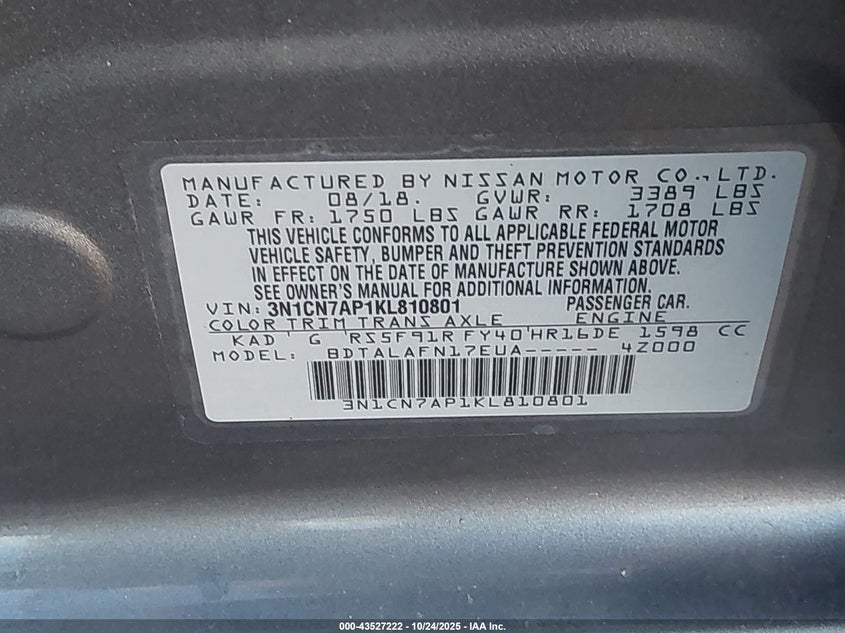 MANUFACTURED BY NISSAN MOTOR CO., LTD.
DATE: 08/18. GVWR: 3389 LBS
GAWR FR: 1750 LBS GAWR RR: 1708 LBS
THIS VEHICLE CONFORMS TO ALL APPLICABLE FEDERAL MOTOR
VEHICLE SAFETY, BUMPER AND THEFT PREVENTION STANDARDS
IN EFFECT ON THE DATE OF MANUFACTURE SHOWN ABOVE.
SEE OWNER'S MANUAL FOR ADDITIONAL INFORMATION.
VIN: 3N1CN7AP1KL810801 PASSENGER CAR.
COLOR TRIM TRANS AXLE ENGINE
KAD G RS5F91R FY40 HR16DE 1598 CC
MODEL: BDTALAFN17EUA----- 4Z000
3N1CN7AP1KL810801
000-43527222 - 10/24/2025 - IAA Inc.